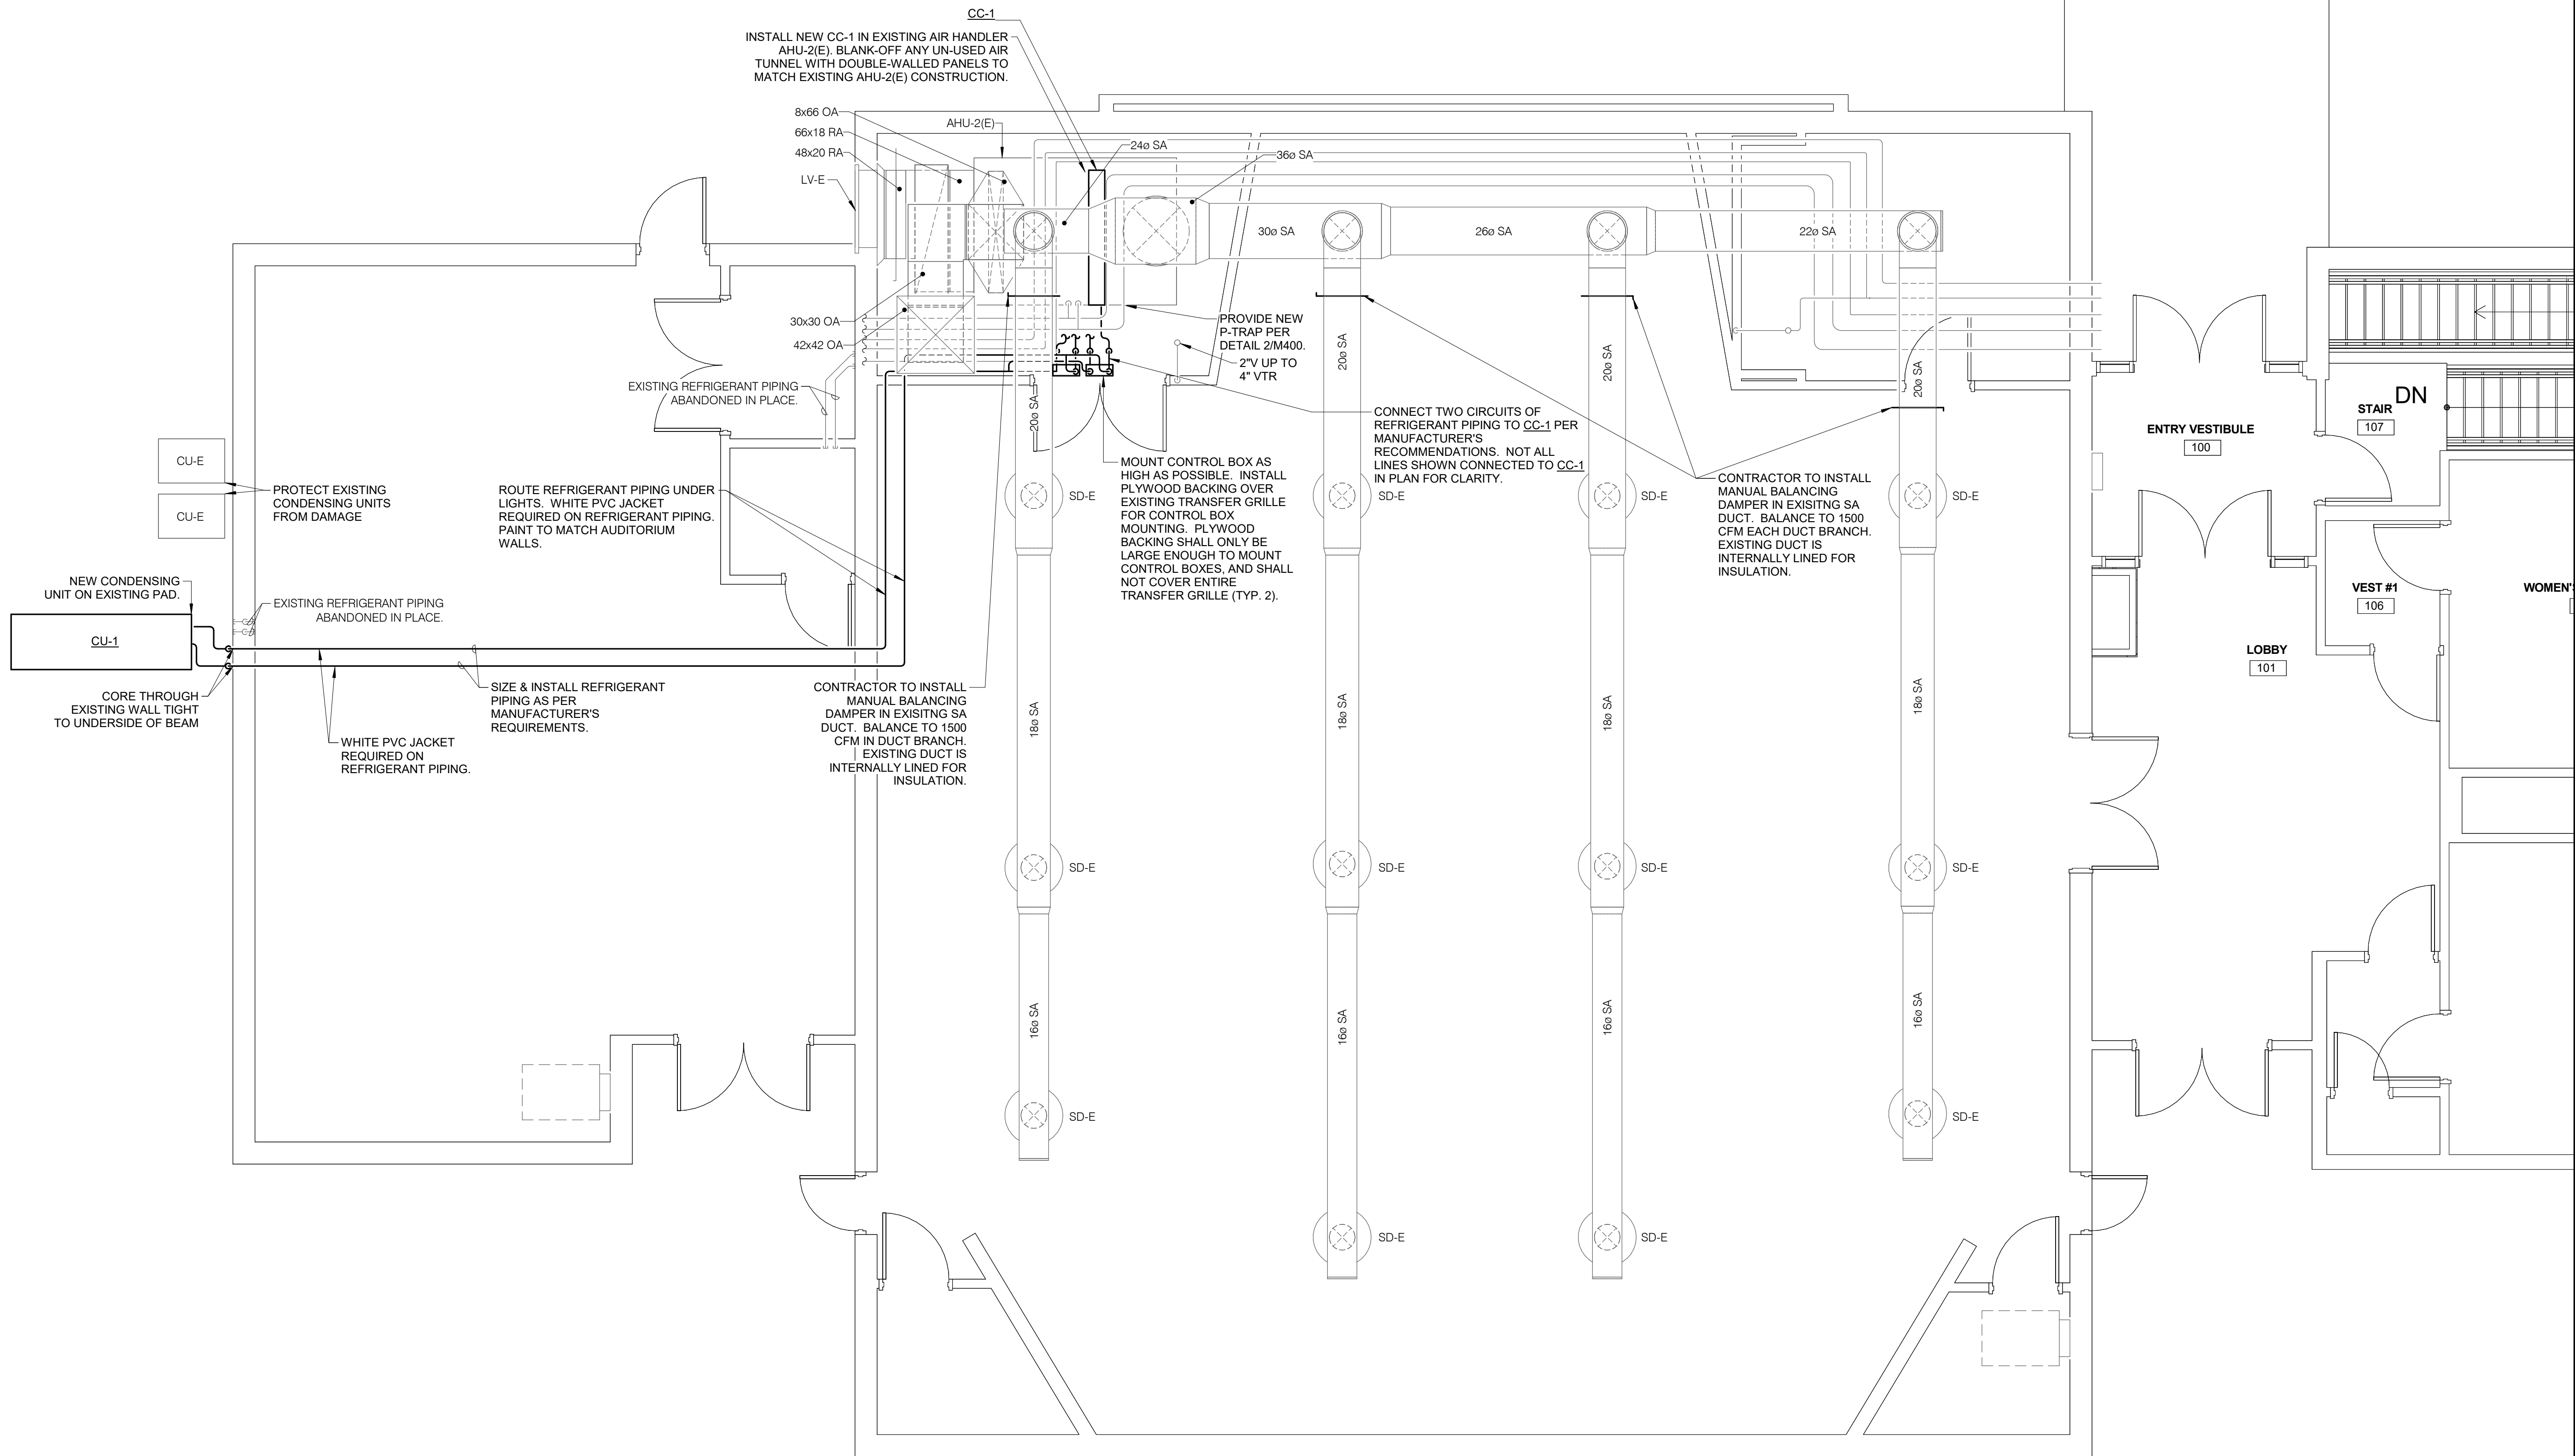 CC-1
INSTALL NEW CC-1 IN EXISTING AIR HANDLER
AHU-2(E). BLANK-OFF ANY UN-USED AIR
TUNNEL WITH DOUBLE-WALLED PANELS TO
MATCH EXISTING AHU-2(E) CONSTRUCTION.
8x66 OA
66x18 RA
48x20 RA
LV-E
AHU-2(E)
24ø SA
36ø SA
30ø SA
26ø SA
22ø SA
30x30 OA
42x42 OA
PROVIDE NEW
P-TRAP PER
DETAIL 2/M400.
2"V UP TO
4" VTR
EXISTING REFRIGERANT PIPING
ABANDONED IN PLACE.
20ø SA
20ø SA
20ø SA
20ø SA
CU-E
CU-E
PROTECT EXISTING
CONDENSING UNITS
FROM DAMAGE
ROUTE REFRIGERANT PIPING UNDER
LIGHTS.  WHITE PVC JACKET
REQUIRED ON REFRIGERANT PIPING.
PAINT TO MATCH AUDITORIUM
WALLS.
MOUNT CONTROL BOX AS
HIGH AS POSSIBLE.  INSTALL
PLYWOOD BACKING OVER
EXISTING TRANSFER GRILLE
FOR CONTROL BOX
MOUNTING.  PLYWOOD
BACKING SHALL ONLY BE
LARGE ENOUGH TO MOUNT
CONTROL BOXES, AND SHALL
NOT COVER ENTIRE
TRANSFER GRILLE (TYP. 2).
CONNECT TWO CIRCUITS OF
REFRIGERANT PIPING TO CC-1 PER
MANUFACTURER'S
RECOMMENDATIONS.  NOT ALL
LINES SHOWN CONNECTED TO CC-1
IN PLAN FOR CLARITY.
CONTRACTOR TO INSTALL
MANUAL BALANCING
DAMPER IN EXISITNG SA
DUCT.  BALANCE TO 1500
CFM EACH DUCT BRANCH.
EXISTING DUCT IS
INTERNALLY LINED FOR
INSULATION.
SD-E
SD-E
SD-E
SD-E
ENTRY VESTIBULE
100
STAIR
107
DN
VEST #1
106
WOMEN'S
LOBBY
101
NEW CONDENSING
UNIT ON EXISTING PAD.
EXISTING REFRIGERANT PIPING
ABANDONED IN PLACE.
CU-1
CORE THROUGH
EXISTING WALL TIGHT
TO UNDERSIDE OF BEAM
WHITE PVC JACKET
REQUIRED ON
REFRIGERANT PIPING.
SIZE & INSTALL REFRIGERANT
PIPING AS PER
MANUFACTURER'S
REQUIREMENTS.
CONTRACTOR TO INSTALL
MANUAL BALANCING
DAMPER IN EXISITNG SA
DUCT.  BALANCE TO 1500
CFM IN DUCT BRANCH.
EXISTING DUCT IS
INTERNALLY LINED FOR
INSULATION.
18ø SA
18ø SA
18ø SA
18ø SA
SD-E
SD-E
SD-E
SD-E
16ø SA
16ø SA
16ø SA
16ø SA
SD-E
SD-E
SD-E
SD-E